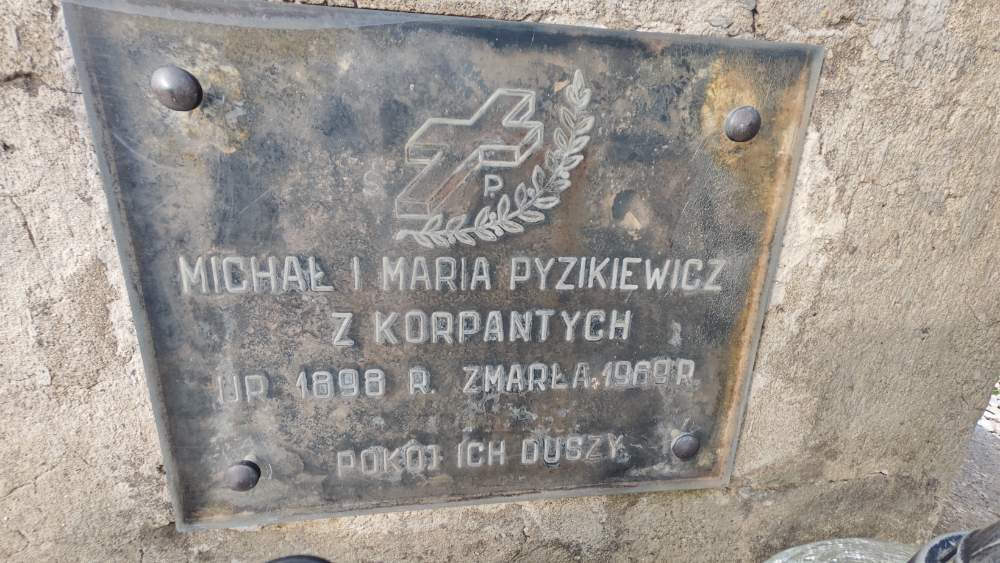 Ś. P.
MICHAŁ I MARIA PYZIKIEWICZ
Z KORPANTYCH
UR. 1898 R. ZMARŁA.1969 R.
POKÓJ ICH DUSZY.